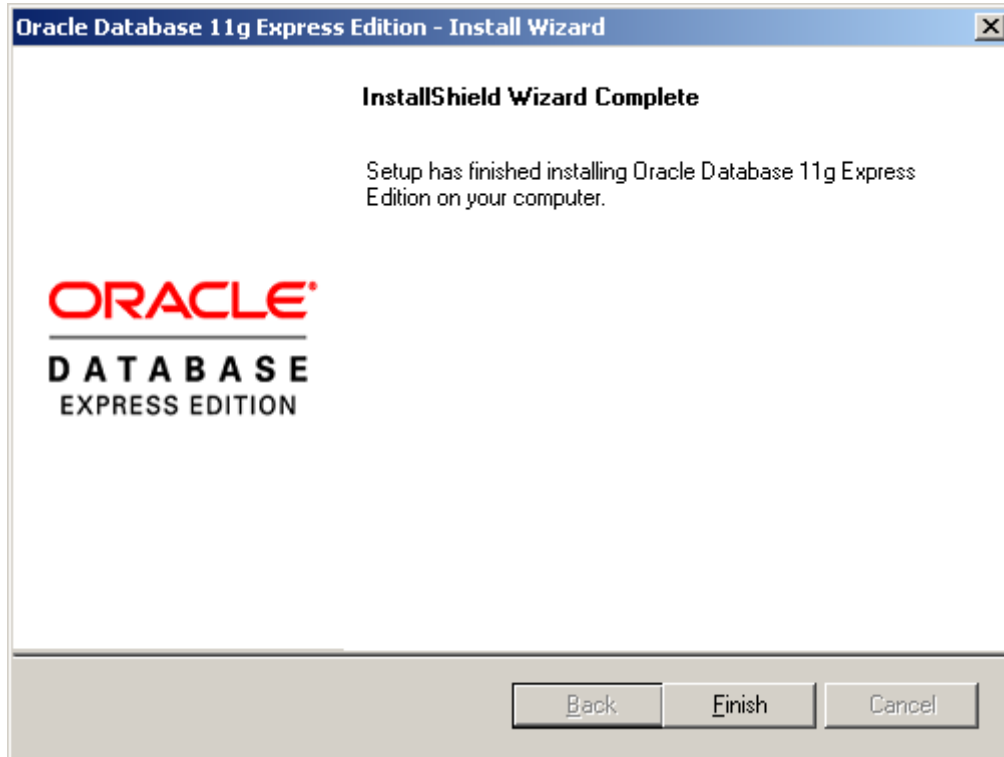 Oracle Database 11g Express Edition - Install Wizard
InstallShield Wizard Complete
Setup has finished installing Oracle Database 11g Express
Edition on your computer.
ORACLE®
DATABASE
EXPRESS EDITION
Back
Finish
Cancel